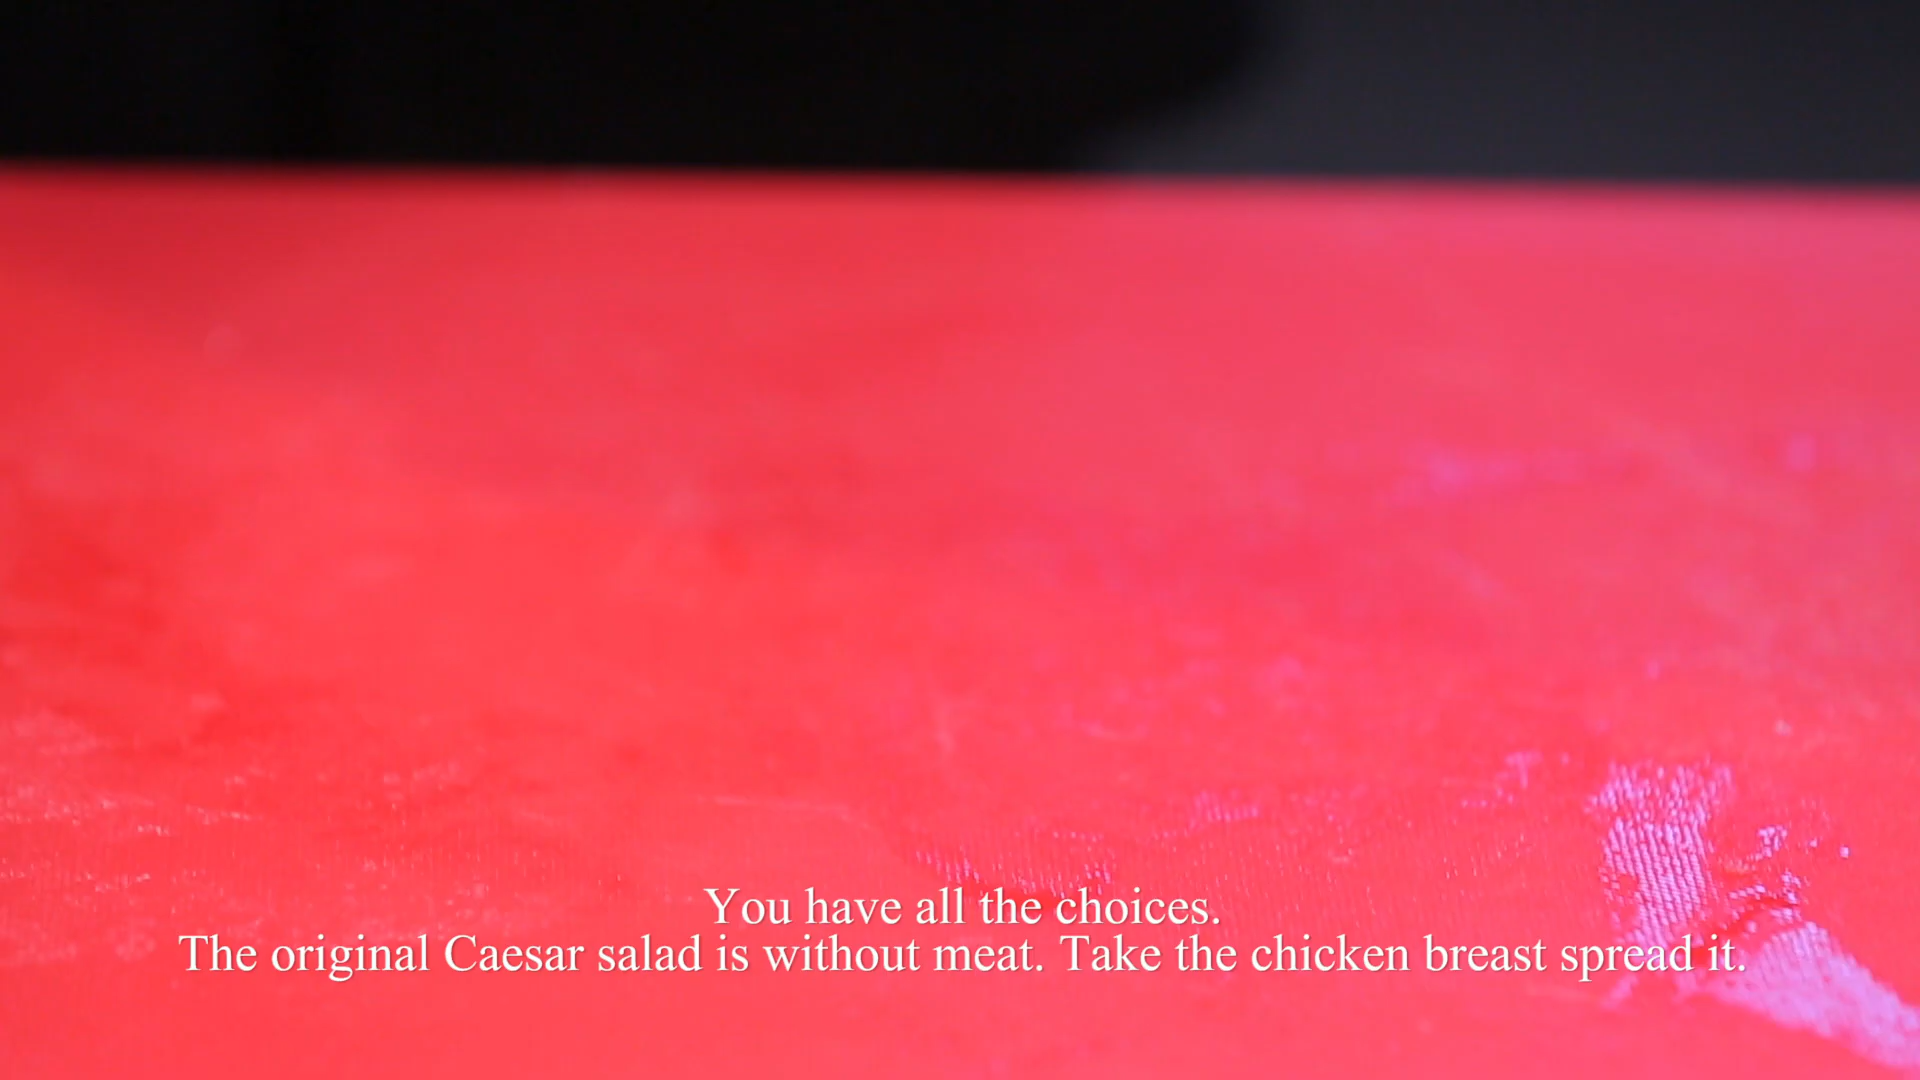 You have all the choices.
The original Caesar salad is without meat. Take the chicken breast spread it.